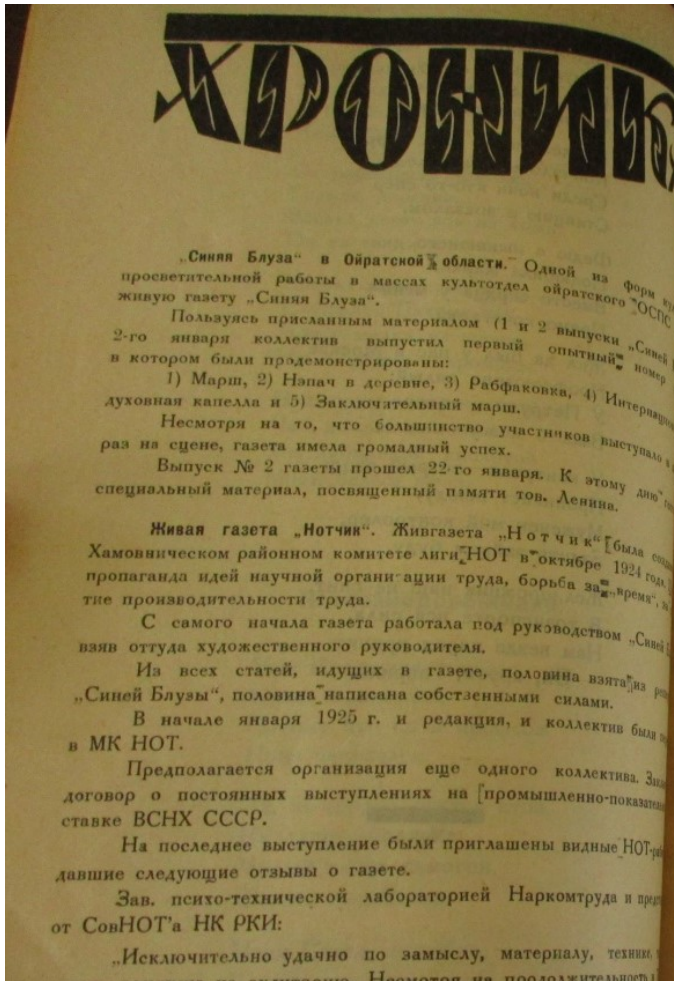 ХРОНИКА
„Синяя Блуза“ в Ойратской области. Одной из форм
просветительной работы в массах культотдел ойратского ОСПС
живую газету „Синяя Блуза“.
Пользуясь присланным материалом (1 и 2 выпуски „Синей
2-го января коллектив выпустил первый опытный номер
в котором были продемонстрированы:
1) Марш, 2) Нэпач в деревне, 3) Рабфаковка, 4)
духовная капелла и 5) Заключительный марш.
Несмотря на то, что большинство участников выступало
раз на сцене, газета имела громадный успех.
Выпуск № 2 газеты прошел 22-го января. К этому дню
специальный материал, посвященный памяти тов. Ленина.
Живая газета „Нотчик“. Живгазета „Нотчик“ была
Хамовническом районном комитете лиги НОТ в октябре 1924 года.
пропаганда идей научной организации труда, борьба за „время“, за
тие производительности труда.
С самого начала газета работала под руководством „Синей
взяв оттуда художественного руководителя.
Из всех статей, идущих в газете, половина взята из
„Синей Блузы“, половина написана собственными силами.
В начале января 1925 г. и редакция, и коллектив были
в МК НОТ.
Предполагается организация еще одного коллектива.
договор о постоянных выступлениях на промышленно-показательной
ставке ВСНХ СССР.
На последнее выступление были приглашены видные НОТ-
давшие следующие отзывы о газете.
Зав. психо-технической лабораторией Наркомтруда и
от СовНОТ'а НК РКИ:
„Исключительно удачно по замыслу, материалу, технике,
Несмотря на продолжительность